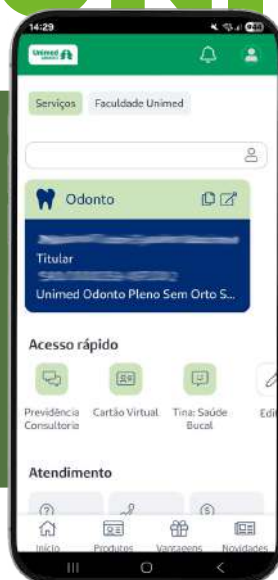 14:29
Unimed
Serviços
Faculdade Unimed
Odonto
Titular
Unimed Odonto Pleno Sem Orto S...
Acesso rápido
Previdência Consultoria
Cartão Virtual
Tina: Saúde Bucal
Edi
Atendimento
Início
Produtos
Vantagens
Novidades